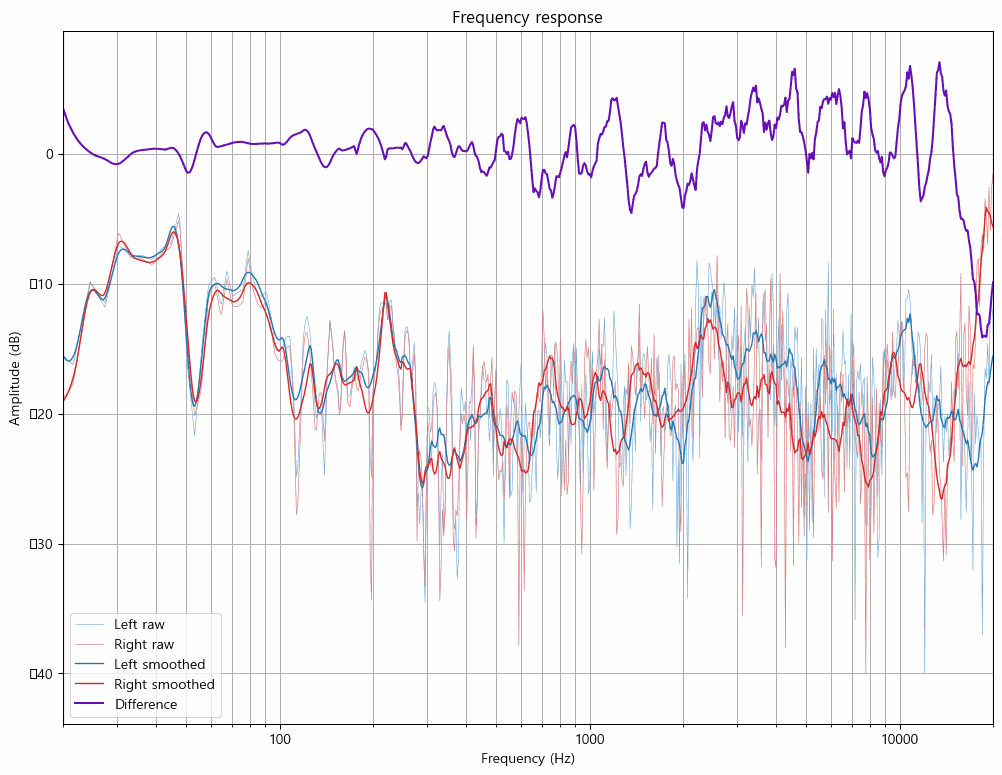 Frequency response
Amplitude (dB)
0
▯10
▯20
▯30
▯40
Left raw
Right raw
Left smoothed
Right smoothed
Difference
100
1000
10000
Frequency (Hz)